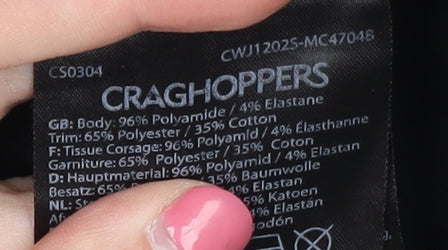 CWJ1202S-MC47048
CS0304
CRAGHOPPERS
GB: Body: 96% Polyamide / 4% Elastane
Trim: 65% Polyester / 35% Cotton
F: Tissue Corsage: 96% Polyamid / 4% Élasthanne
Garniture: 65% Polyester / 35% Coton
D: Hauptmaterial: 96% Polyamid / 4% Elastan
Besatz: 65% / 35% Baumwolle
NL: / 4% Elastan
35% Katoen
Elastan